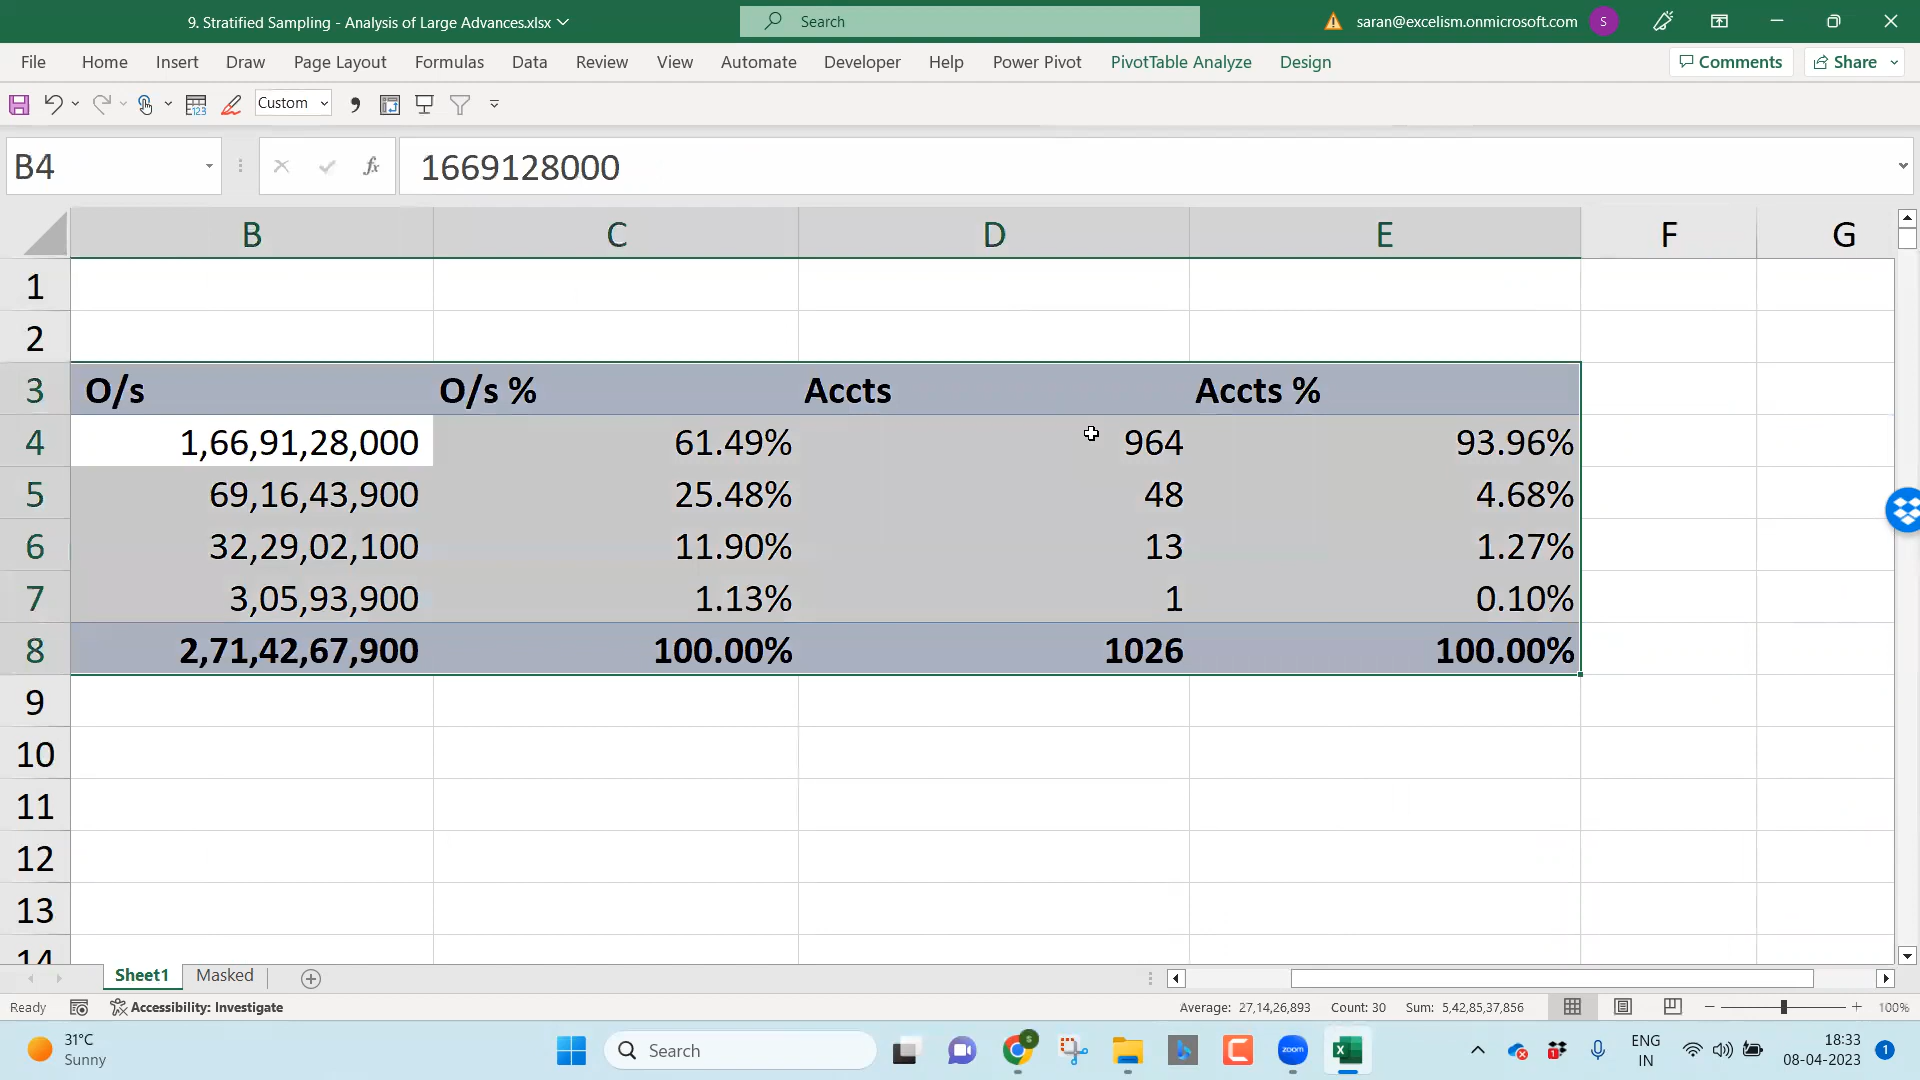 9. Stratified Sampling - Analysis of Large Advances.xlsx
Search
saran@excelism.onmicrosoft.com
S
File Home Insert Draw Page Layout Formulas Data Review View Automate Developer Help Power Pivot PivotTable Analyze Design
Comments
Share
Custom
B4
fx
1669128000
B C D E F G
1
2
3 O/s O/s % Accts Accts %
4 1,66,91,28,000 61.49% 964 93.96%
5 69,16,43,900 25.48% 48 4.68%
6 32,29,02,100 11.90% 13 1.27%
7 3,05,93,900 1.13% 1 0.10%
8 2,71,42,67,900 100.00% 1026 100.00%
9
10
11
12
13
14
Sheet1 Masked
Ready
Accessibility: Investigate
Average: 27,14,26,893 Count: 30 Sum: 5,42,85,37,856
100%
31°C
Sunny
Search
zoom
ENG
IN
18:33
08-04-2023
1